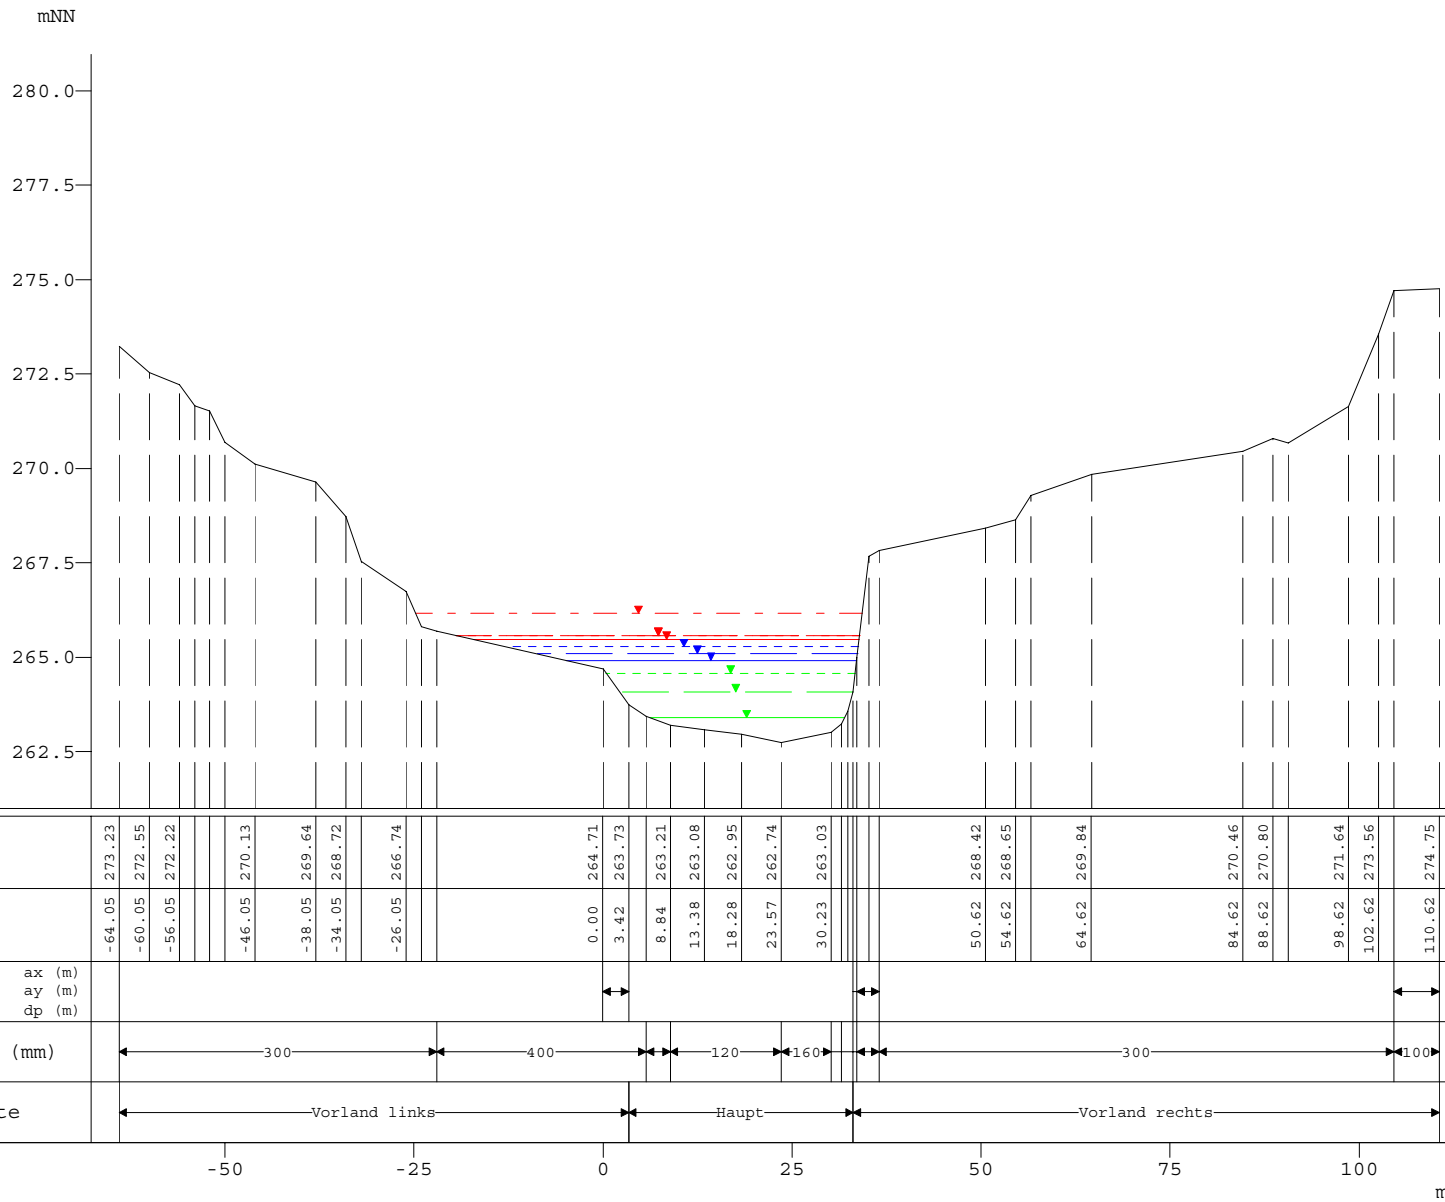 mNN
280.0
277.5
275.0
272.5
270.0
267.5
265.0
262.5
273.23 272.55 272.22 270.13 269.64 268.72 266.74 264.71 263.73 263.21 263.08 262.95 262.74 263.03 268.42 268.65 269.84 270.46 270.80 271.64 273.56 274.75
-64.05 -60.05 -56.05 -46.05 -38.05 -34.05 -26.05 0.00 3.42 8.84 13.38 18.28 23.57 30.23 50.62 54.62 64.62 84.62 88.62 98.62 102.62 110.62
ax (m)
ay (m)
dp (m)
(mm) 300 400 120 160 300 100
te Vorland links Haupt Vorland rechts
-50 -25 0 25 50 75 100
m